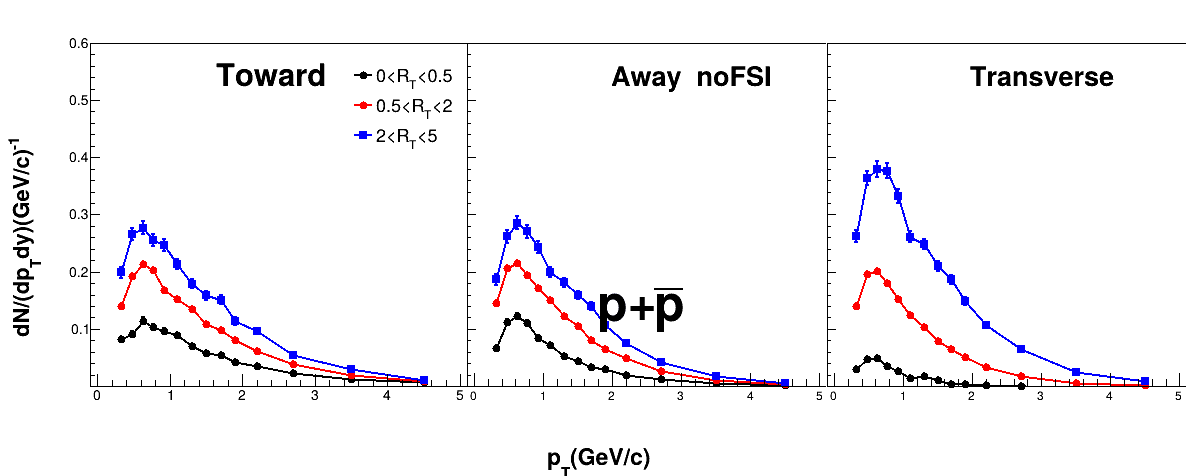 dN/(dp_T dy)(GeV/c)^-1
0.6
0.5
0.4
0.3
0.2
0.1
Toward
0<R_T<0.5
0.5<R_T<2
2<R_T<5
Away noFSI
p+p̅
Transverse
0 1 2 3 4 5
0 1 2 3 4 5
0 1 2 3 4 5
p_T(GeV/c)